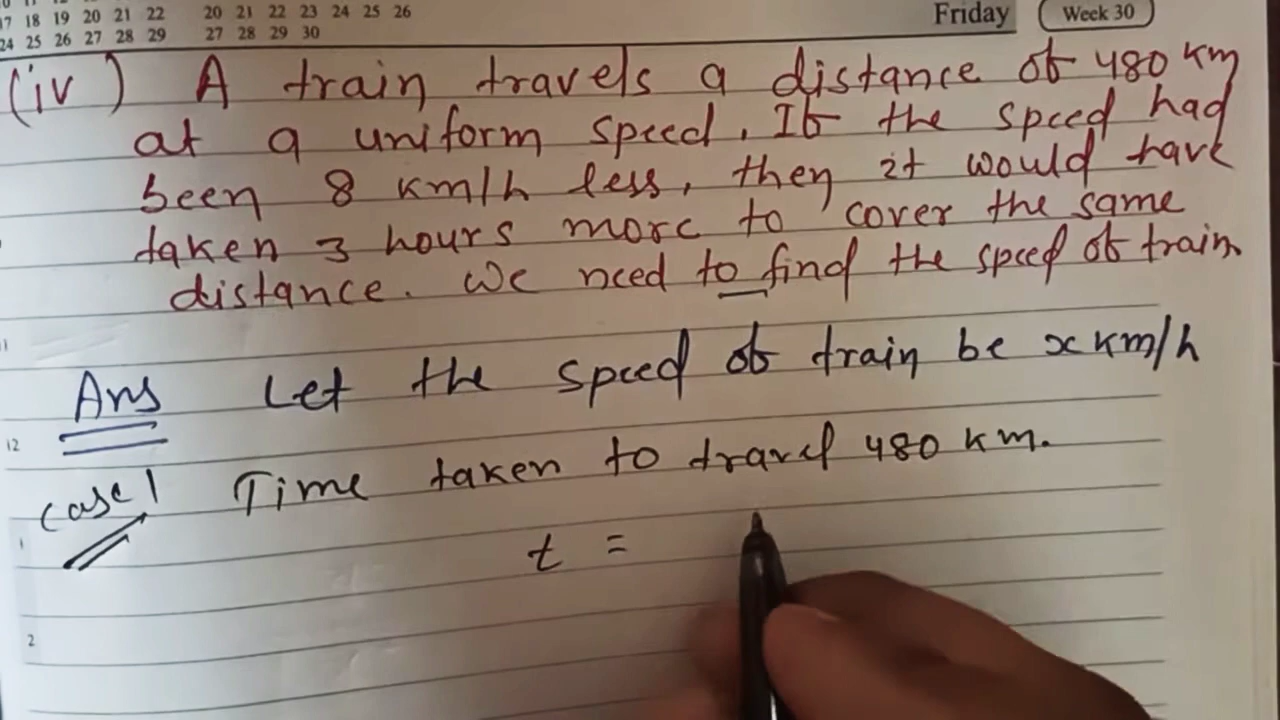 17 18 19 20 21 22 20 21 22 23 24 25 26
24 25 26 27 28 29 27 28 29 30
Friday Week 30
(iv) A train travels a distance of 480 km
at a uniform speed. If the speed had
been 8 km/h less, then it would have
taken 3 hours more to cover the same
distance. We need to find the speed of train.
11
Ans Let the speed of train be x km/h
12
Case 1 Time taken to travel 480 km.
1
t =
2